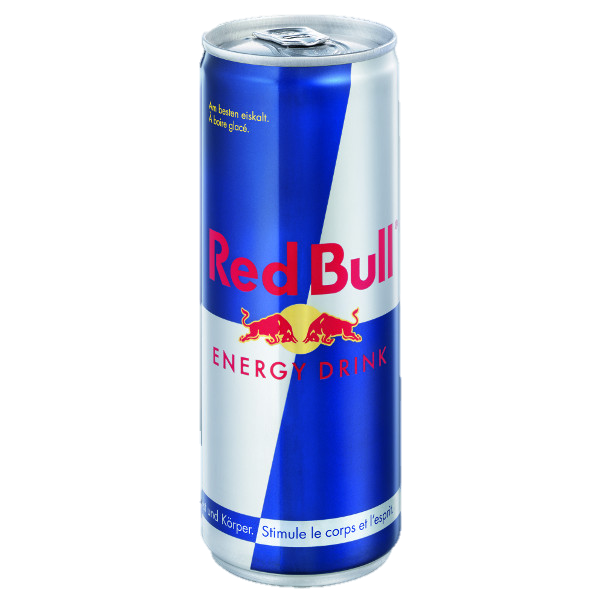 Am besten eiskalt.
À boire glacé.
Red Bull®
ENERGY DRINK
und Körper. Stimule le corps et l'esprit.